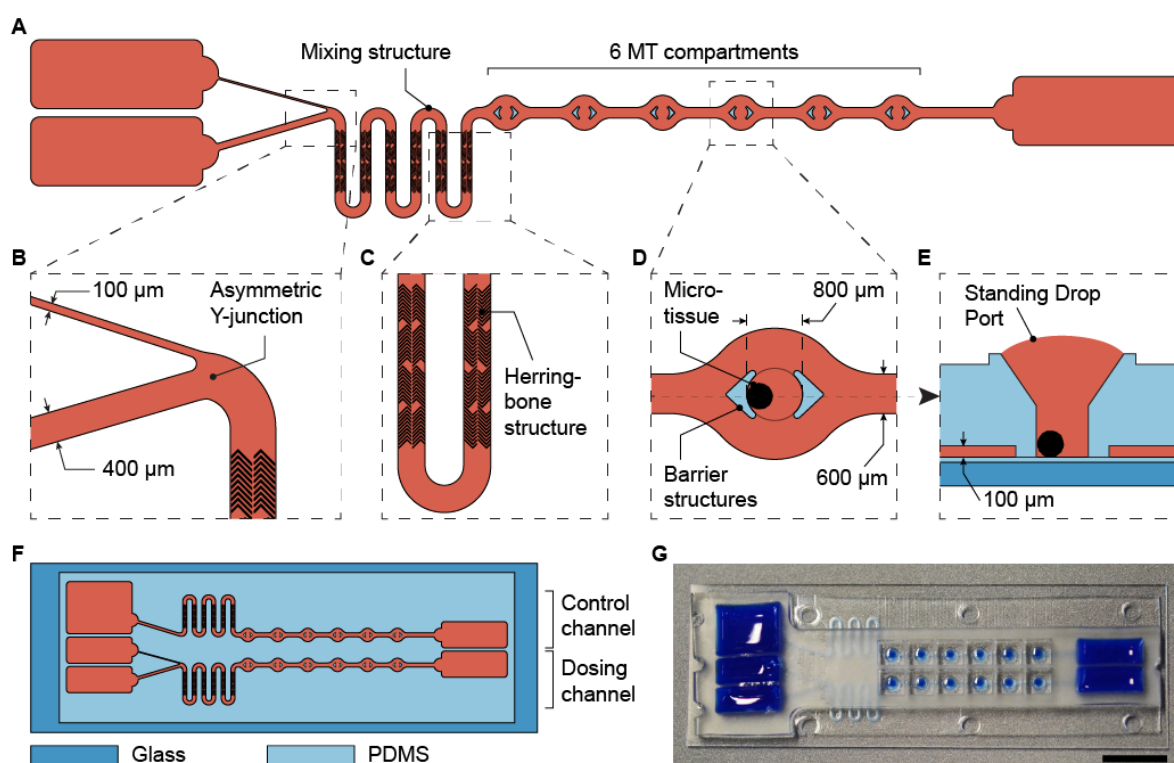 A
Mixing structure
6 MT compartments
B
100 µm
Asymmetric
Y-junction
400 µm
C
Herring-
bone
structure
D
Micro-
tissue
800 µm
Barrier
structures
600 µm
E
Standing Drop
Port
100 µm
F
Control
channel
Dosing
channel
Glass
PDMS
G